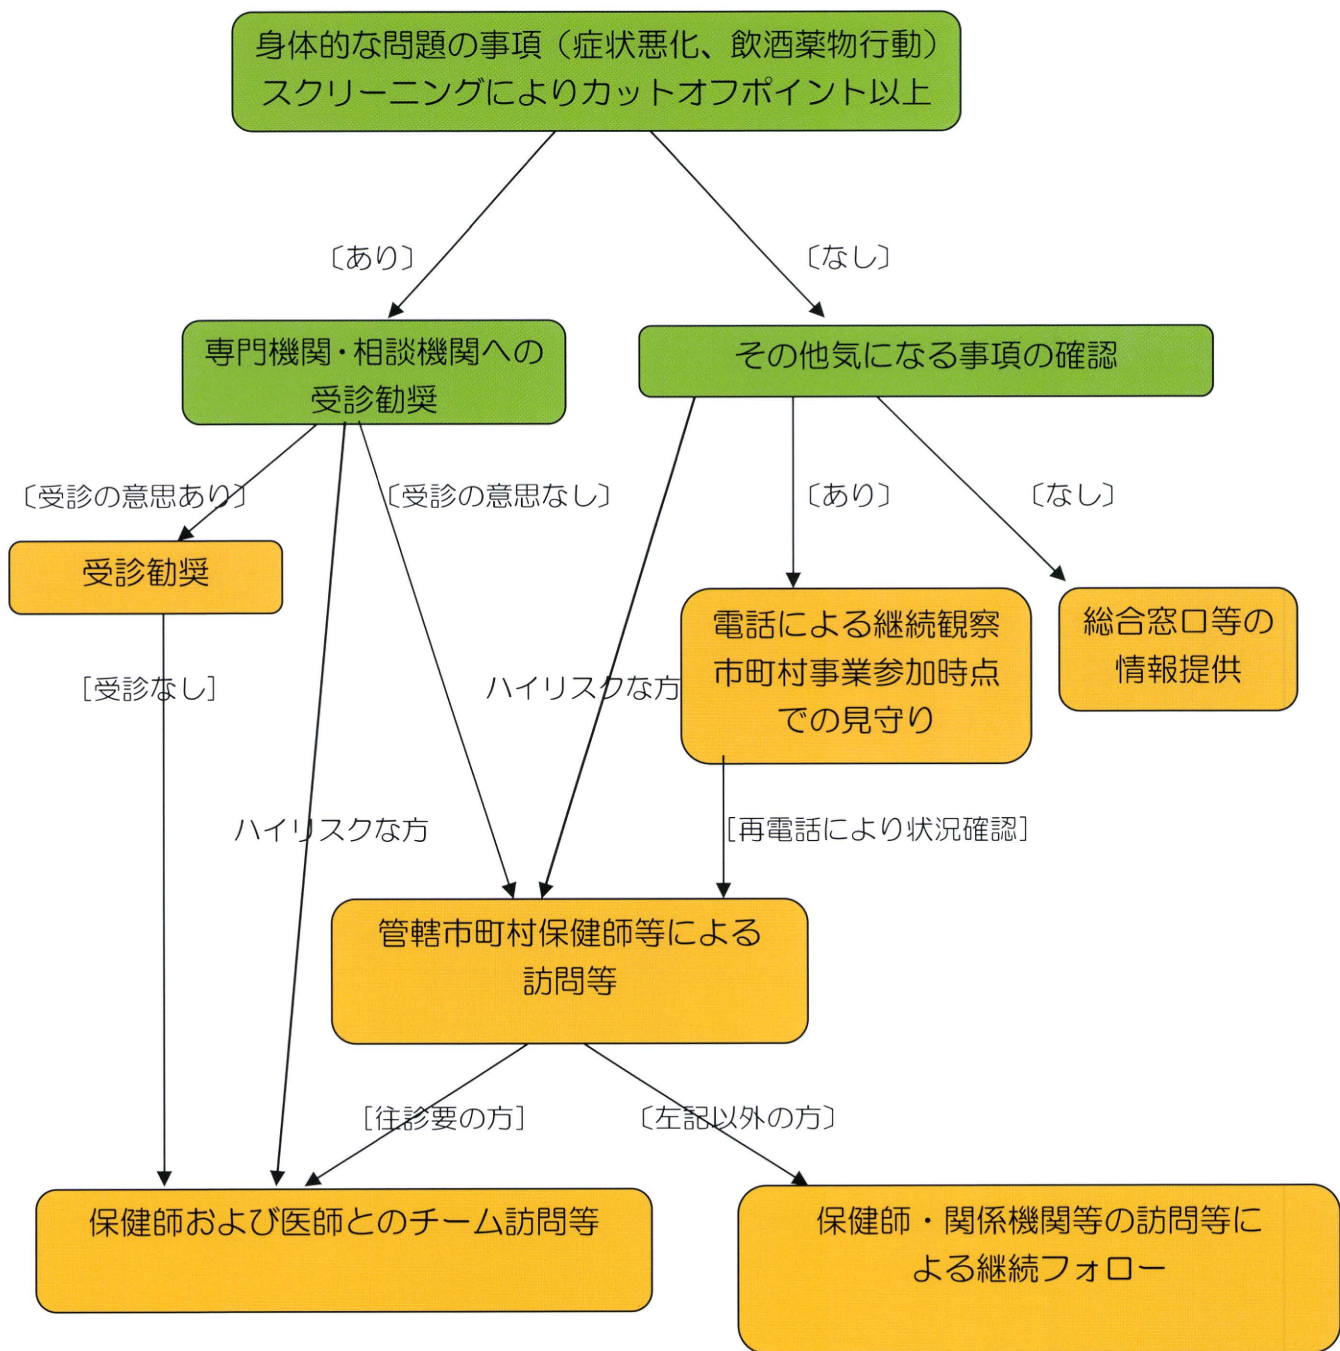 身体的な問題の事項（症状悪化、飲酒薬物行動）
スクリーニングによりカットオフポイント以上
〔あり〕
〔なし〕
専門機関・相談機関への
受診勧奨
その他気になる事項の確認
〔受診の意思あり〕
〔受診の意思なし〕
〔あり〕
〔なし〕
受診勧奨
電話による継続観察
市町村事業参加時点
での見守り
総合窓口等の
情報提供
［受診なし］
ハイリスクな方
ハイリスクな方
［再電話により状況確認］
管轄市町村保健師等による
訪問等
［往診要の方］
〔左記以外の方〕
保健師および医師とのチーム訪問等
保健師・関係機関等の訪問等に
よる継続フォロー